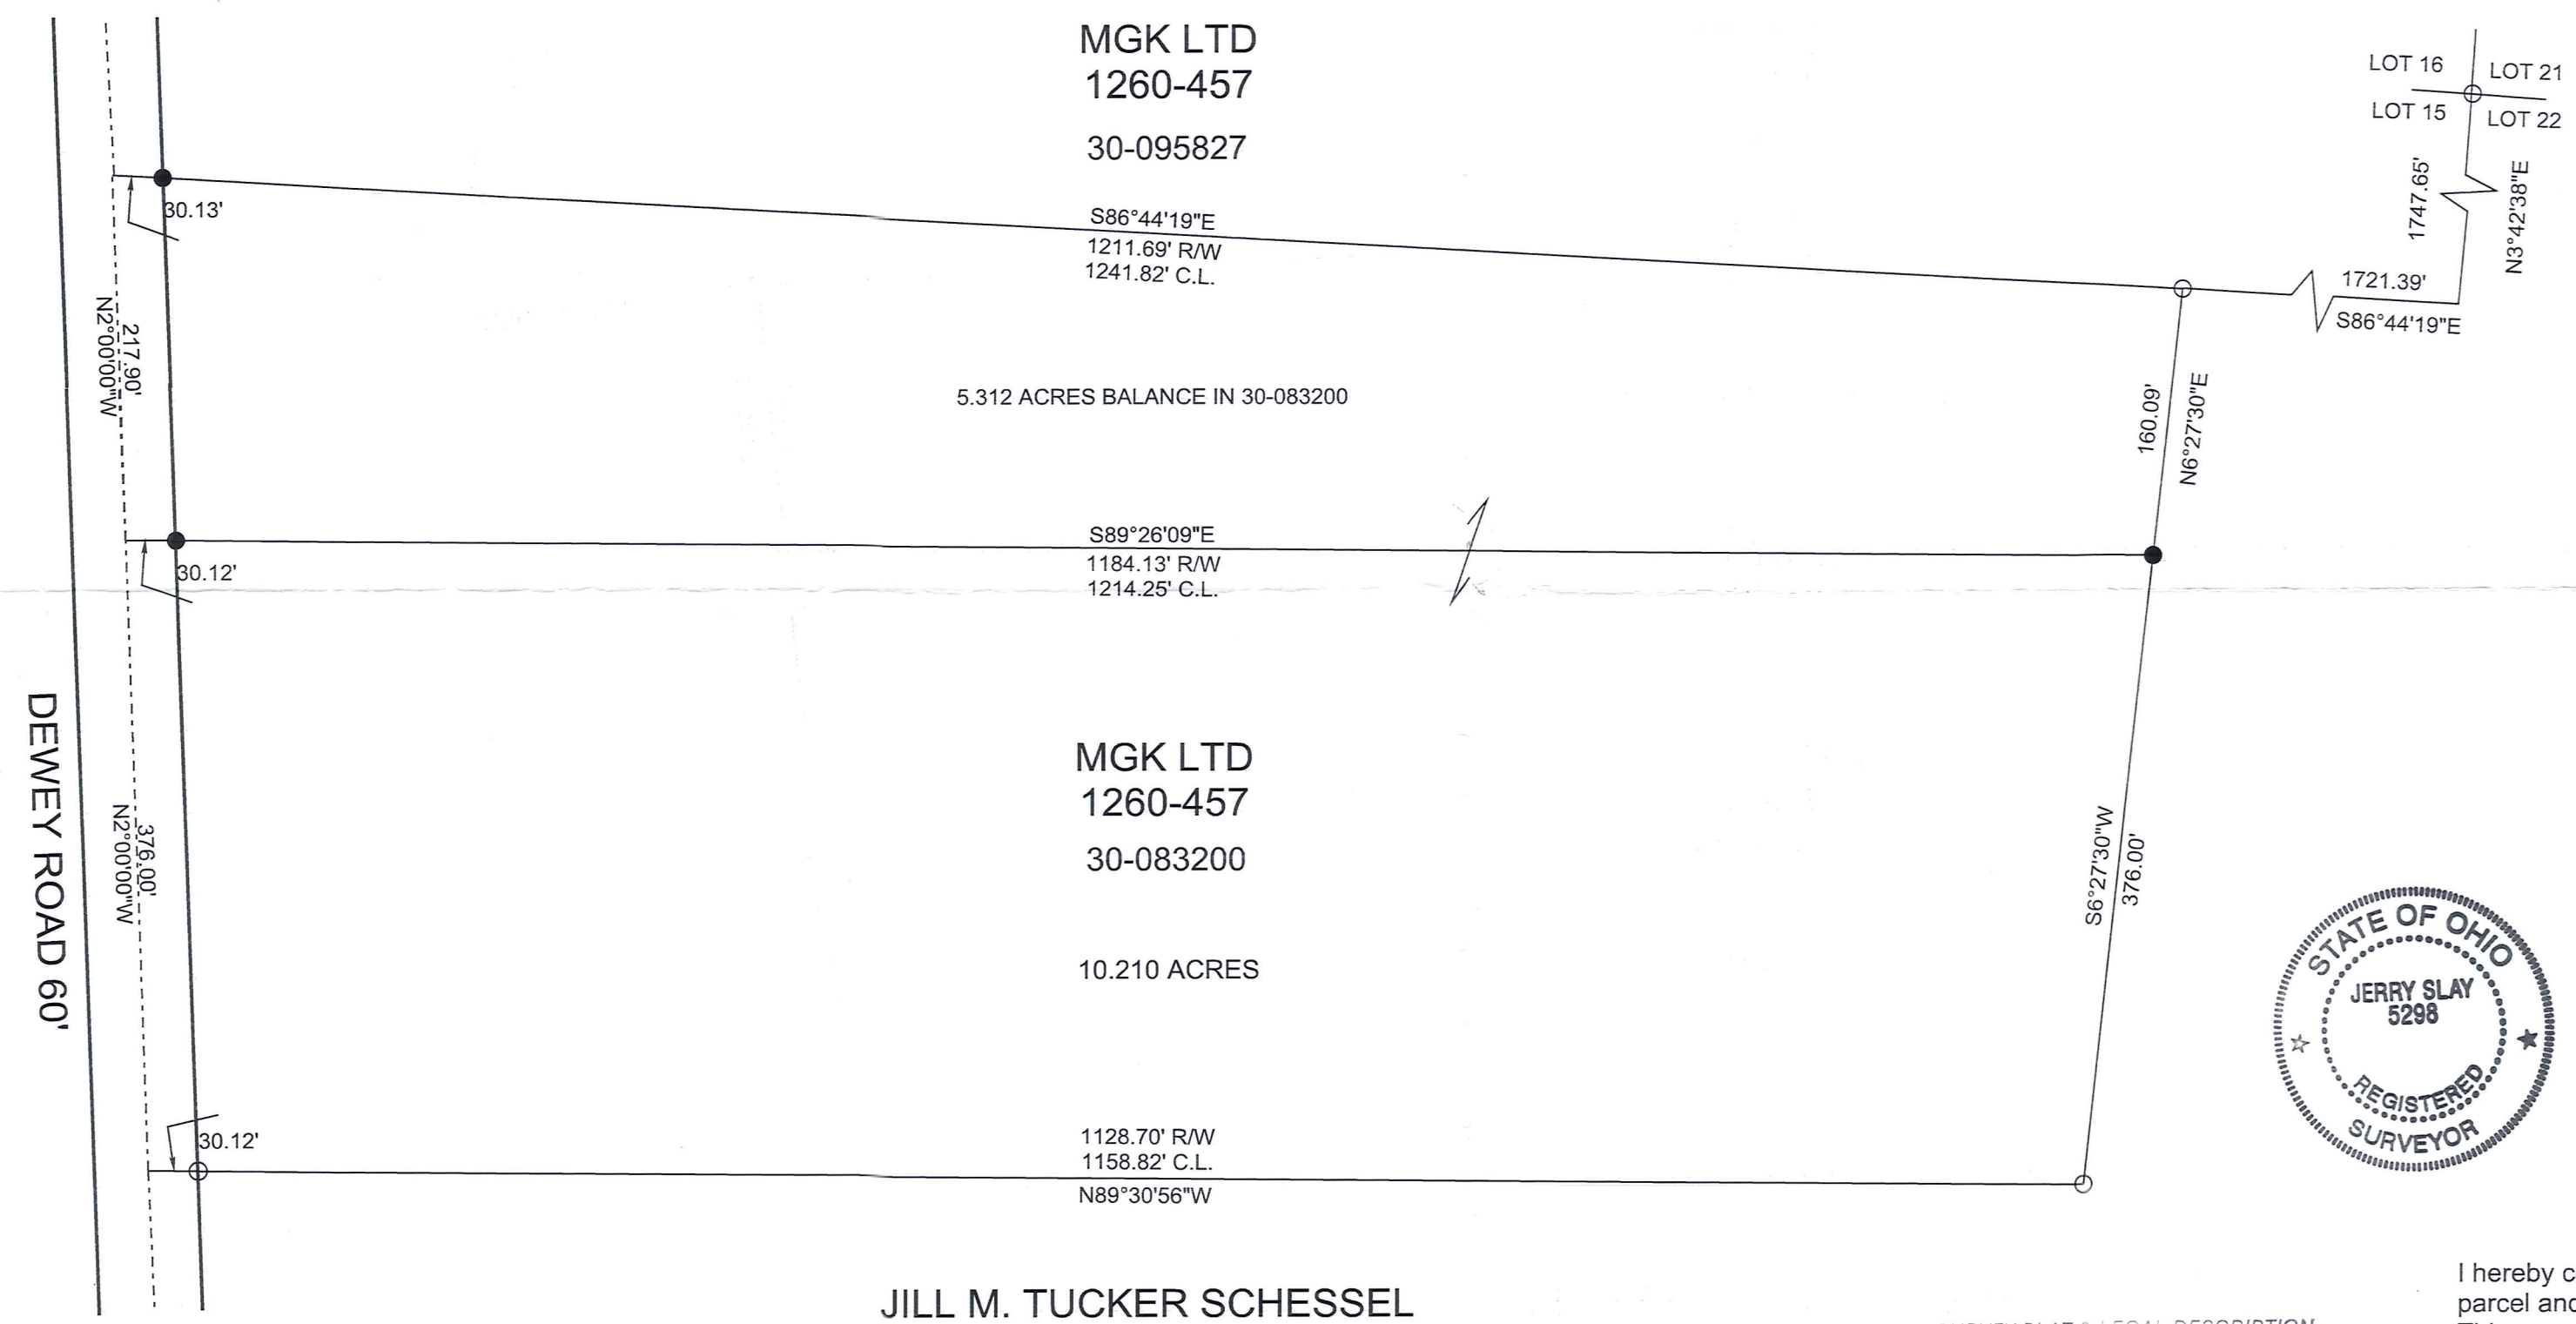 MGK LTD
1260-457
30-095827
LOT 16
LOT 21
LOT 15
LOT 22
1747.65'
N3°42'38"E
30.13'
S86°44'19"E
1211.69' R/W
1241.82' C.L.
1721.39'
S86°44'19"E
217.90'
N2°00'00"W
5.312 ACRES BALANCE IN 30-083200
160.09'
N6°27'30"E
S89°26'09"E
1184.13' R/W
1214.25' C.L.
30.12'
DEWEY ROAD 60'
MGK LTD
1260-457
30-083200
376.00'
N2°00'00"W
S6°27'30"W
376.00'
10.210 ACRES
STATE OF OHIO
JERRY SLAY
5298
REGISTERED
SURVEYOR
30.12'
1128.70' R/W
1158.82' C.L.
N89°30'56"W
I hereby c
parcel and
JILL M. TUCKER SCHESSEL